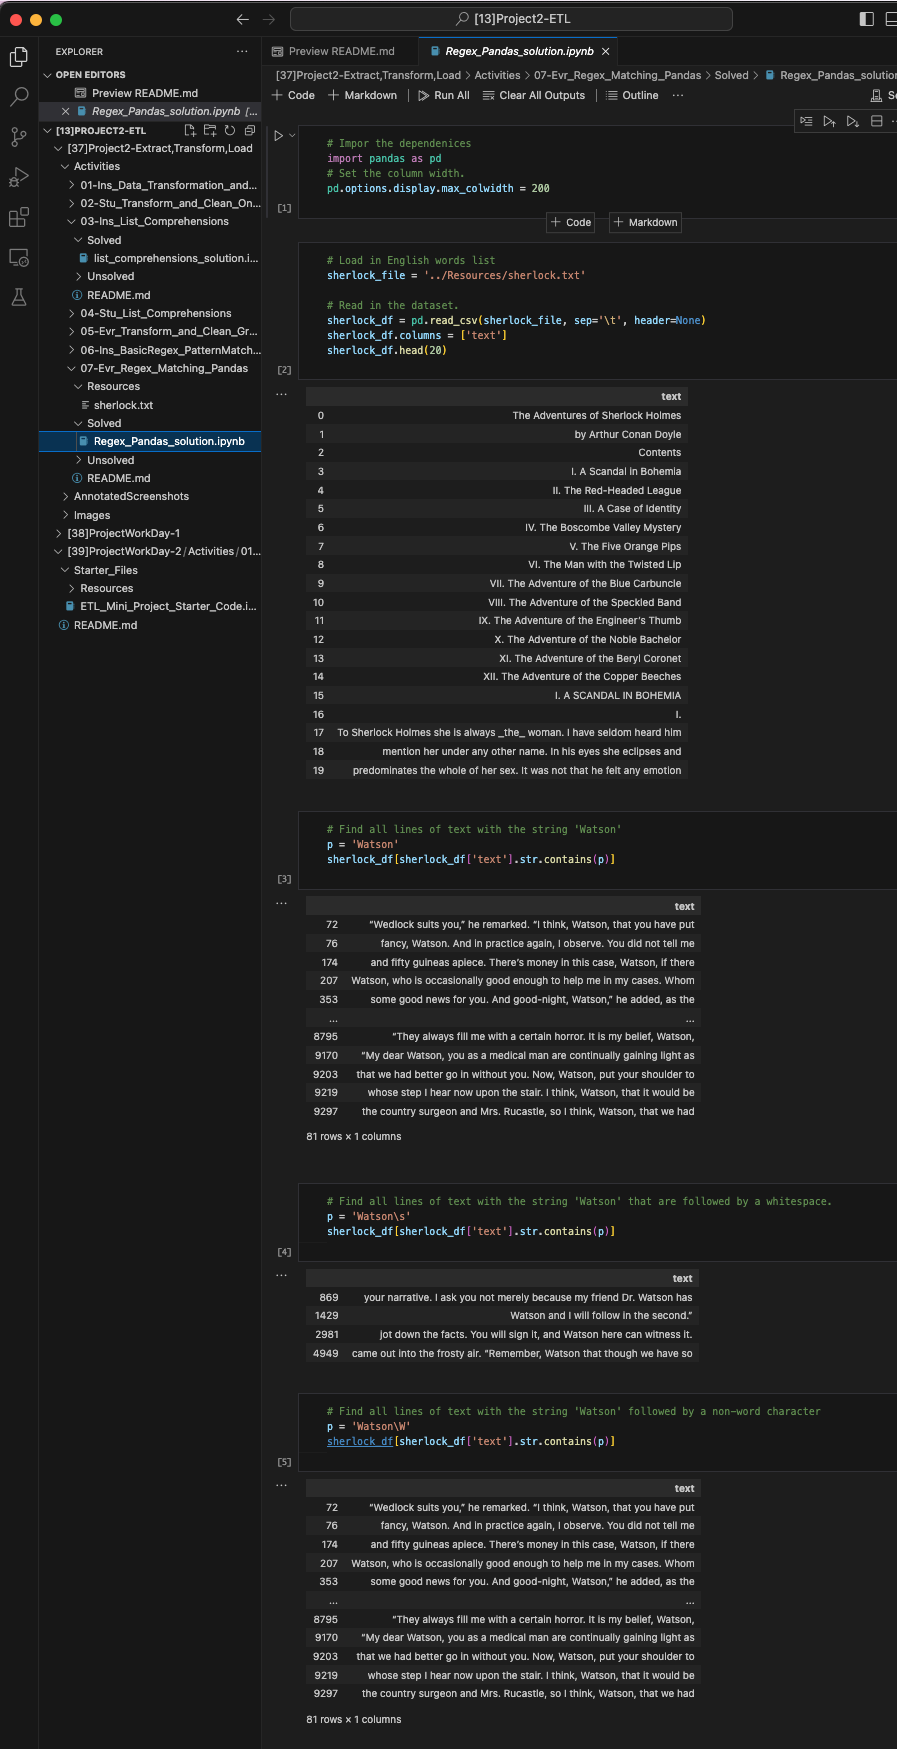 [13]Project2-ETL
EXPLORER
OPEN EDITORS
Preview README.md
Regex_Pandas_solution.ipynb [...
[13]PROJECT2-ETL
[37]Project2-Extract,Transform,Load
Activities
01-Ins_Data_Transformation_and...
02-Stu_Transform_and_Clean_On...
03-Ins_List_Comprehensions
Solved
list_comprehensions_solution.i...
Unsolved
README.md
04-Stu_List_Comprehensions
05-Evr_Transform_and_Clean_Gr...
06-Ins_BasicRegex_PatternMatch...
07-Evr_Regex_Matching_Pandas
Resources
sherlock.txt
Solved
Regex_Pandas_solution.ipynb
Unsolved
README.md
AnnotatedScreenshots
Images
[38]ProjectWorkDay-1
[39]ProjectWorkDay-2/Activities/01...
Starter_Files
Resources
ETL_Mini_Project_Starter_Code.i...
README.md
Preview README.md
Regex_Pandas_solution.ipynb
[37]Project2-Extract,Transform,Load > Activities > 07-Evr_Regex_Matching_Pandas > Solved > Regex_Pandas_solution
+ Code + Markdown | Run All Clear All Outputs | Outline ... Se
# Impor the dependenices
import pandas as pd
# Set the column width.
pd.options.display.max_colwidth = 200
[1]
+ Code + Markdown
# Load in English words list
sherlock_file = '../Resources/sherlock.txt'
# Read in the dataset.
sherlock_df = pd.read_csv(sherlock_file, sep='\t', header=None)
sherlock_df.columns = ['text']
sherlock_df.head(20)
[2]
...
text
0 The Adventures of Sherlock Holmes
1 by Arthur Conan Doyle
2 Contents
3 I. A Scandal in Bohemia
4 II. The Red-Headed League
5 III. A Case of Identity
6 IV. The Boscombe Valley Mystery
7 V. The Five Orange Pips
8 VI. The Man with the Twisted Lip
9 VII. The Adventure of the Blue Carbuncle
10 VIII. The Adventure of the Speckled Band
11 IX. The Adventure of the Engineer's Thumb
12 X. The Adventure of the Noble Bachelor
13 XI. The Adventure of the Beryl Coronet
14 XII. The Adventure of the Copper Beeches
15 I. A SCANDAL IN BOHEMIA
16 I.
17 To Sherlock Holmes she is always _the_ woman. I have seldom heard him
18 mention her under any other name. In his eyes she eclipses and
19 predominates the whole of her sex. It was not that he felt any emotion
# Find all lines of text with the string 'Watson'
p = 'Watson'
sherlock_df[sherlock_df['text'].str.contains(p)]
[3]
...
text
72 “Wedlock suits you,” he remarked. “I think, Watson, that you have put
76 fancy, Watson. And in practice again, I observe. You did not tell me
174 and fifty guineas apiece. There’s money in this case, Watson, if there
207 Watson, who is occasionally good enough to help me in my cases. Whom
353 some good news for you. And good-night, Watson,” he added, as the
... ...
8795 “They always fill me with a certain horror. It is my belief, Watson,
9170 “My dear Watson, you as a medical man are continually gaining light as
9203 that we had better go in without you. Now, Watson, put your shoulder to
9219 whose step I hear now upon the stair. I think, Watson, that it would be
9297 the country surgeon and Mrs. Rucastle, so I think, Watson, that we had
81 rows × 1 columns
# Find all lines of text with the string 'Watson' that are followed by a whitespace.
p = 'Watson\s'
sherlock_df[sherlock_df['text'].str.contains(p)]
[4]
...
text
869 your narrative. I ask you not merely because my friend Dr. Watson has
1429 Watson and I will follow in the second.”
2981 jot down the facts. You will sign it, and Watson here can witness it.
4949 came out into the frosty air. “Remember, Watson that though we have so
# Find all lines of text with the string 'Watson' followed by a non-word character
p = 'Watson\W'
sherlock_df[sherlock_df['text'].str.contains(p)]
[5]
...
text
72 “Wedlock suits you,” he remarked. “I think, Watson, that you have put
76 fancy, Watson. And in practice again, I observe. You did not tell me
174 and fifty guineas apiece. There’s money in this case, Watson, if there
207 Watson, who is occasionally good enough to help me in my cases. Whom
353 some good news for you. And good-night, Watson,” he added, as the
... ...
8795 “They always fill me with a certain horror. It is my belief, Watson,
9170 “My dear Watson, you as a medical man are continually gaining light as
9203 that we had better go in without you. Now, Watson, put your shoulder to
9219 whose step I hear now upon the stair. I think, Watson, that it would be
9297 the country surgeon and Mrs. Rucastle, so I think, Watson, that we had
81 rows × 1 columns